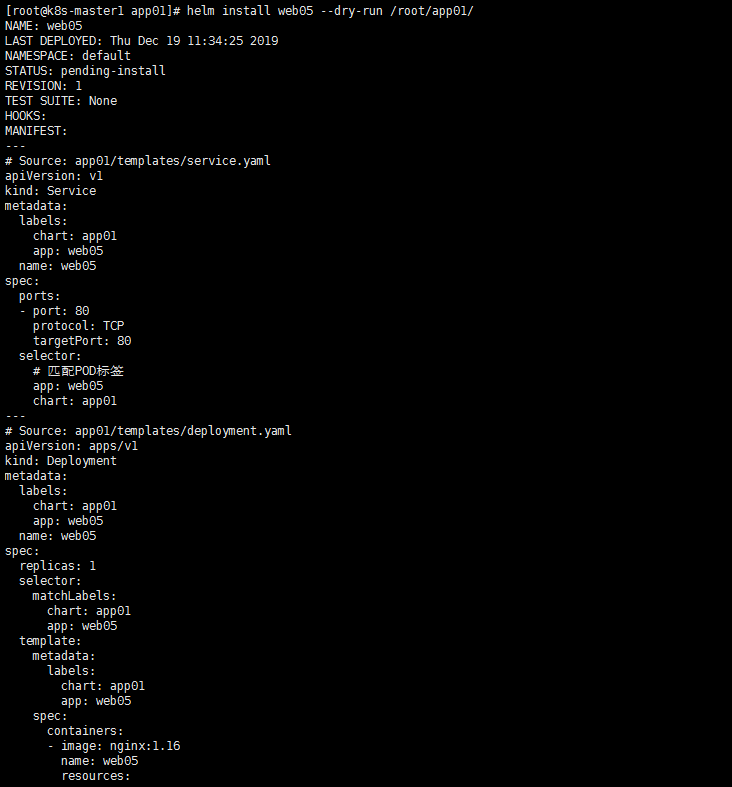 [root@k8s-master1 app01]# helm install web05 --dry-run /root/app01/
NAME: web05
LAST DEPLOYED: Thu Dec 19 11:34:25 2019
NAMESPACE: default
STATUS: pending-install
REVISION: 1
TEST SUITE: None
HOOKS:
MANIFEST:
---
# Source: app01/templates/service.yaml
apiVersion: v1
kind: Service
metadata:
  labels:
    chart: app01
    app: web05
  name: web05
spec:
  ports:
  - port: 80
    protocol: TCP
    targetPort: 80
  selector:
    # 匹配POD标签
    app: web05
    chart: app01
---
# Source: app01/templates/deployment.yaml
apiVersion: apps/v1
kind: Deployment
metadata:
  labels:
    chart: app01
    app: web05
  name: web05
spec:
  replicas: 1
  selector:
    matchLabels:
      chart: app01
      app: web05
  template:
    metadata:
      labels:
        chart: app01
        app: web05
    spec:
      containers:
      - image: nginx:1.16
        name: web05
        resources: